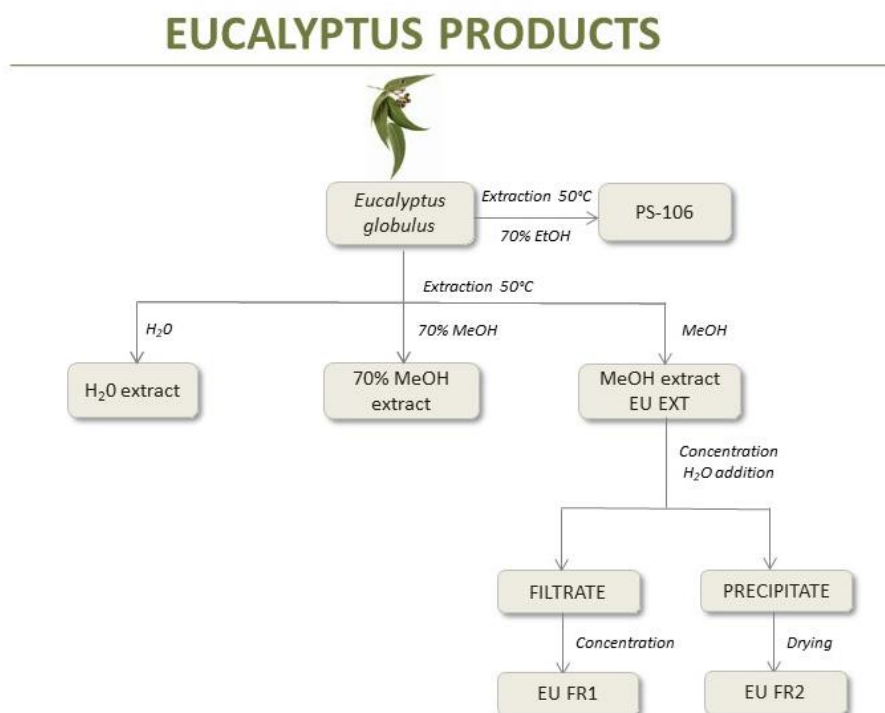 EUCALYPTUS PRODUCTS
Eucalyptus
globulus
Extraction 50ºC
70% EtOH
PS-106
Extraction 50ºC
H₂0
70% MeOH
MeOH
H₂0 extract
70% MeOH
extract
MeOH extract
EU EXT
Concentration
H₂O addition
FILTRATE
PRECIPITATE
Concentration
Drying
EU FR1
EU FR2